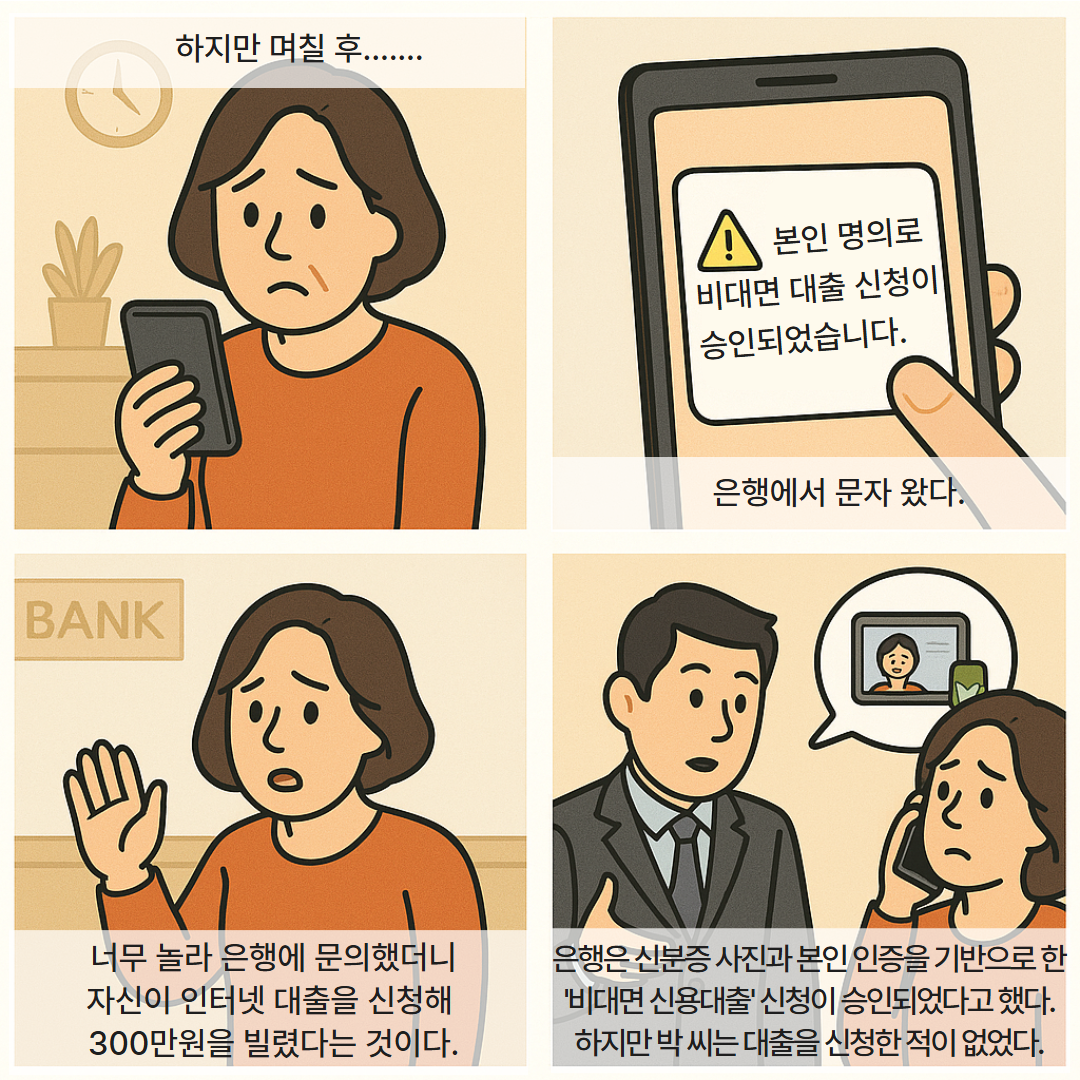 하지만 며칠 후.......
본인 명의로
비대면 대출 신청이
승인되었습니다.
은행에서 문자 왔다.
BANK
너무 놀라 은행에 문의했더니
자신이 인터넷 대출을 신청해
300만원을 빌렸다는 것이다.
은행은 신분증 사진과 본인 인증을 기반으로 한
'비대면 신용대출' 신청이 승인되었다고 했다.
하지만 박 씨는 대출을 신청한 적이 없었다.